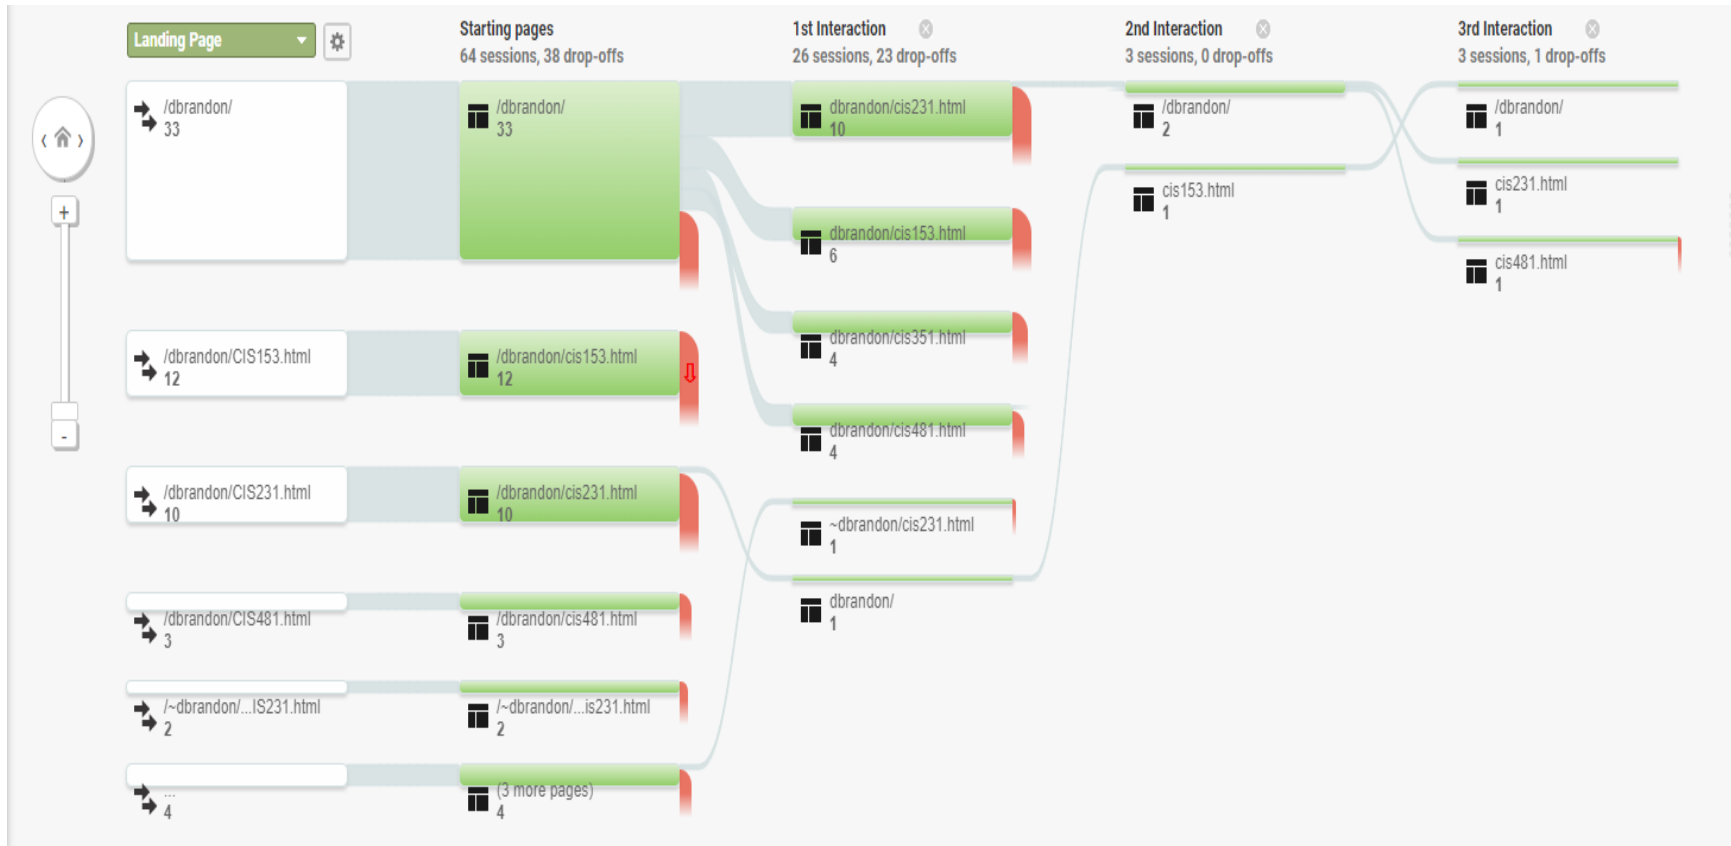 Landing Page
Starting pages
64 sessions, 38 drop-offs
1st Interaction
26 sessions, 23 drop-offs
2nd Interaction
3 sessions, 0 drop-offs
3rd Interaction
3 sessions, 1 drop-offs
/dbrandon/
33
/dbrandon/CIS153.html
12
/dbrandon/CIS231.html
10
/dbrandon/CIS481.html
3
/~dbrandon/...IS231.html
2
...
4
+
-
/dbrandon/
33
/dbrandon/cis153.html
12
/dbrandon/cis231.html
10
/dbrandon/cis481.html
3
/~dbrandon/...is231.html
2
(3 more pages)
4
dbrandon/cis231.html
10
dbrandon/cis153.html
6
dbrandon/cis351.html
4
dbrandon/cis481.html
4
~dbrandon/cis231.html
1
dbrandon/
1
/dbrandon/
2
cis153.html
1
/dbrandon/
1
cis231.html
1
cis481.html
1